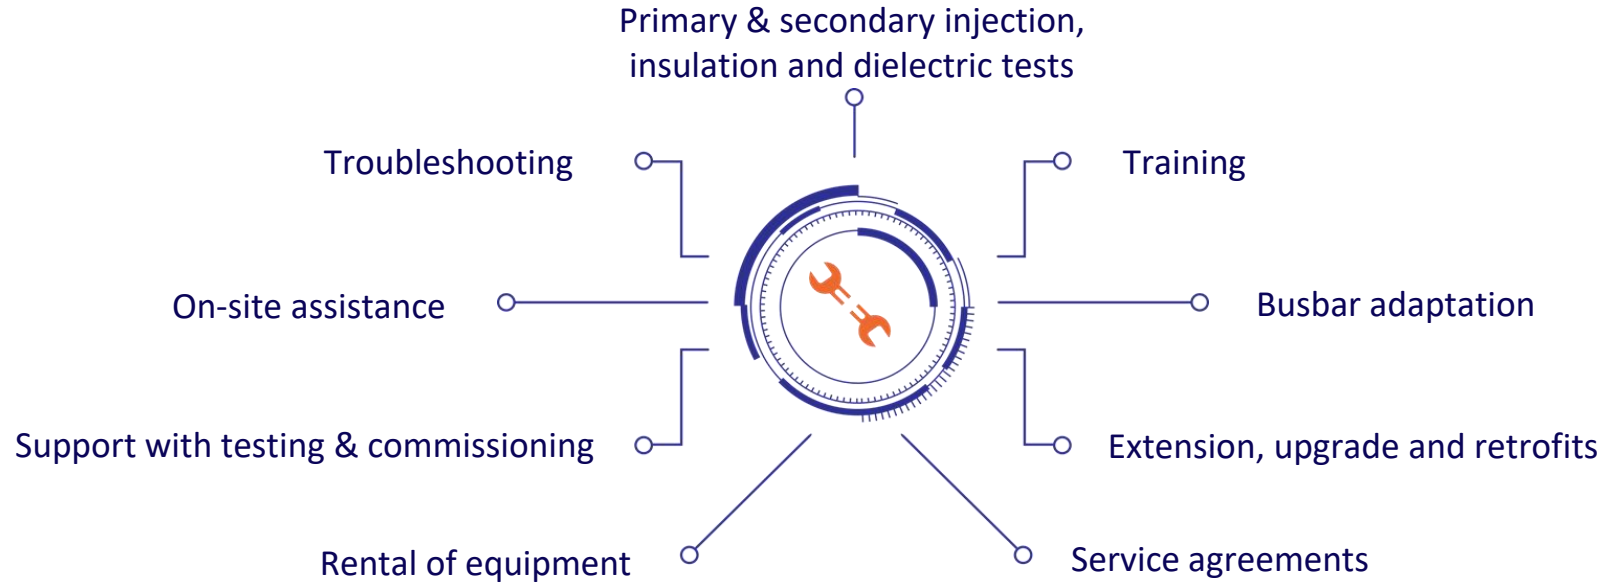 Primary & secondary injection,
insulation and dielectric tests
Troubleshooting
Training
On-site assistance
Busbar adaptation
Support with testing & commissioning
Extension, upgrade and retrofits
Rental of equipment
Service agreements